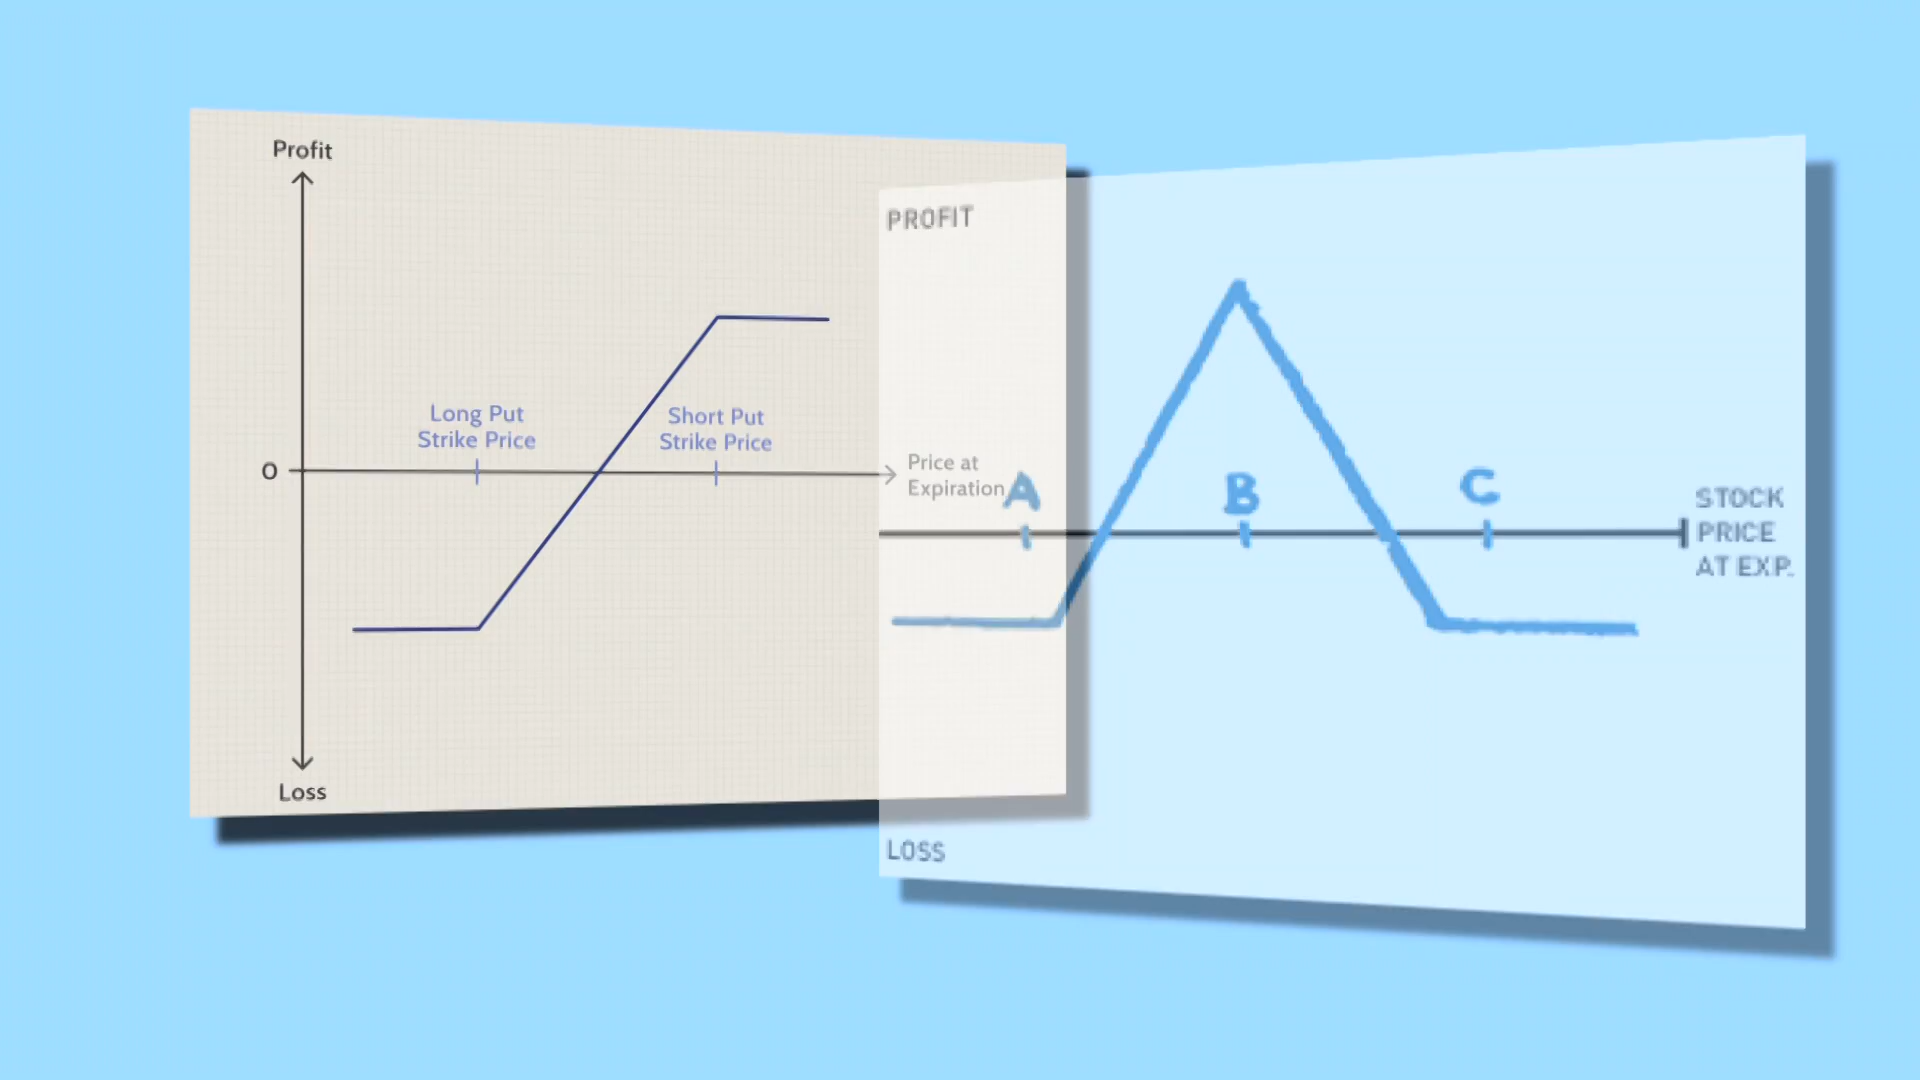 Profit
Long Put
Strike Price
Short Put
Strike Price
0
Price at
Expiration
Loss
PROFIT
A
B
C
STOCK
PRICE
AT EXP.
LOSS